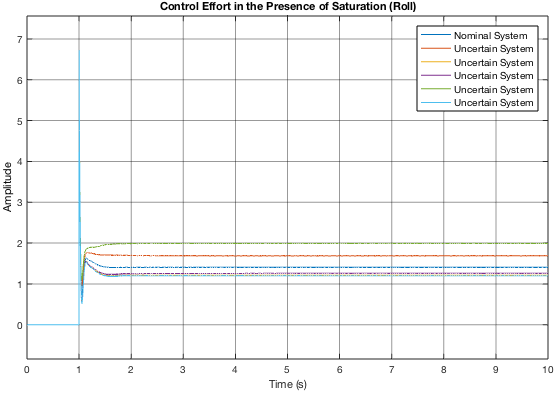 Control Effort in the Presence of Saturation (Roll)
Nominal System
Uncertain System
Uncertain System
Uncertain System
Uncertain System
Uncertain System
7
6
5
4
3
2
1
0
Amplitude
0 1 2 3 4 5 6 7 8 9 10
Time (s)